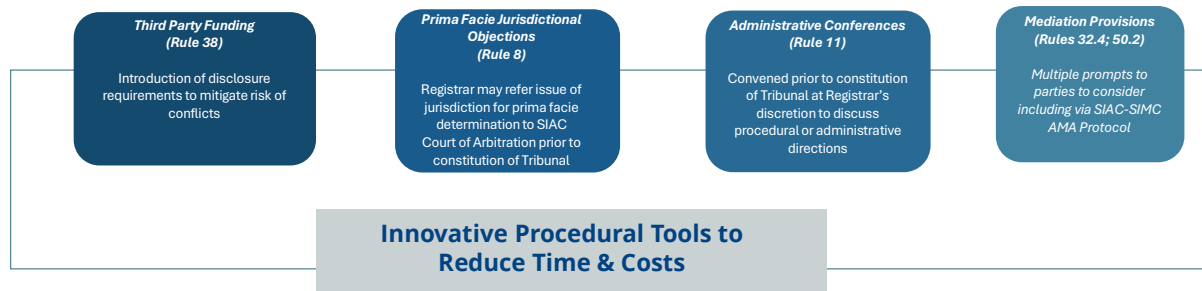 Third Party Funding
(Rule 38)
Introduction of disclosure
requirements to mitigate risk of
conflicts
Prima Facie Jurisdictional
Objections
(Rule 8)
Registrar may refer issue of
jurisdiction for prima facie
determination to SIAC
Court of Arbitration prior to
constitution of Tribunal
Administrative Conferences
(Rule 11)
Convened prior to constitution
of Tribunal at Registrar’s
discretion to discuss
procedural or administrative
directions
Mediation Provisions
(Rules 32.4; 50.2)
Multiple prompts to
parties to consider
including via SIAC-SIMC
AMA Protocol
Innovative Procedural Tools to
Reduce Time & Costs